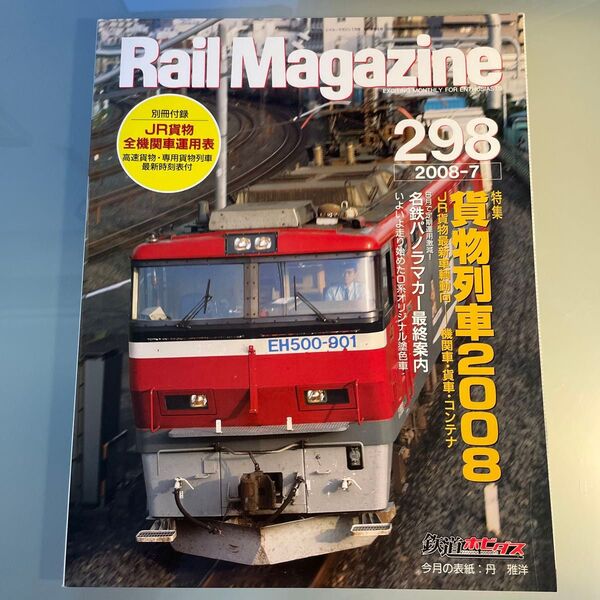 Rail Magazine
EXCITING MONTHLY FOR ENTHUSIASTS
別冊付録
JR貨物
全機関車運用表
高速貨物・専用貨物列車
最新時刻表付
298
2008-7
特集
貨物列車2008
JR貨物最新車輌動向 機関車・貨車・コンテナ
名鉄パノラマカー最終案内
いよいよ走り始めた0系オリジナル塗色車
EH500-901
鉄道ホビダス
今月の表紙:丹 雅洋